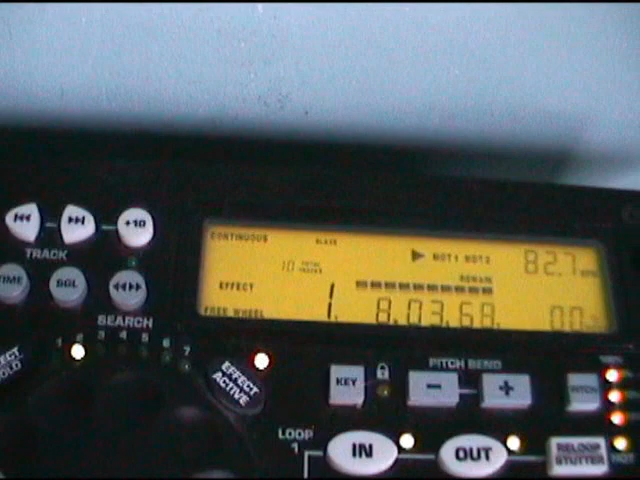 CONTINUOUS
10 TOTAL TRACKS
HOT1 HOT2
82.7
REMAIN
EFFECT
1.
8.03.68.
FREE WHEEL
00
+10
TRACK
TIME
SGL
SEARCH
1 2 3 4 5 6 7
EFFECT ACTIVE
KEY
PITCH BEND
- +
PITCH
LOOP
1
IN
OUT
RELOOP
STUTTER